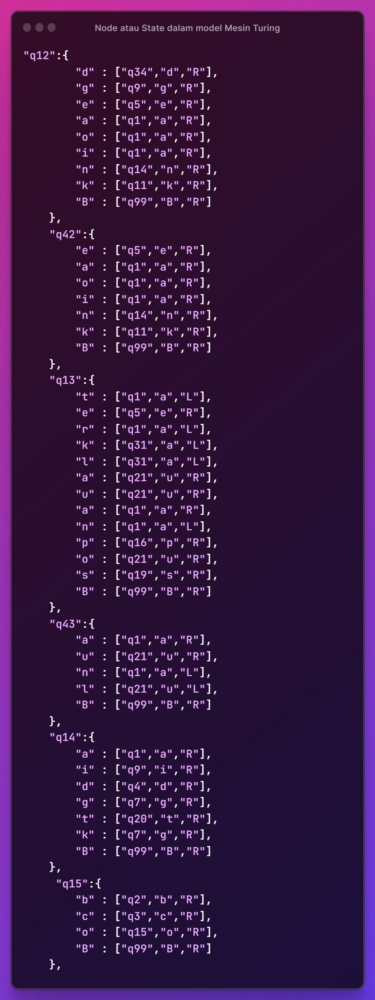 Node atau State dalam model Mesin Turing
"q12":{
"d" : ["q34","d","R"],
"g" : ["q9","g","R"],
"e" : ["q5","e","R"],
"a" : ["q1","a","R"],
"o" : ["q1","a","R"],
"i" : ["q1","a","R"],
"n" : ["q14","n","R"],
"k" : ["q11","k","R"],
"B" : ["q99","B","R"]
},
"q42":{
"e" : ["q5","e","R"],
"a" : ["q1","a","R"],
"o" : ["q1","a","R"],
"i" : ["q1","a","R"],
"n" : ["q14","n","R"],
"k" : ["q11","k","R"],
"B" : ["q99","B","R"]
},
"q13":{
"t" : ["q1","a","L"],
"e" : ["q5","e","R"],
"r" : ["q1","a","L"],
"k" : ["q31","a","L"],
"l" : ["q31","a","L"],
"a" : ["q21","u","R"],
"u" : ["q21","u","R"],
"a" : ["q1","a","R"],
"n" : ["q1","a","L"],
"p" : ["q16","p","R"],
"o" : ["q21","u","R"],
"s" : ["q19","s","R"],
"B" : ["q99","B","R"]
},
"q43":{
"a" : ["q1","a","R"],
"u" : ["q21","u","R"],
"n" : ["q1","a","L"],
"l" : ["q21","u","L"],
"B" : ["q99","B","R"]
},
"q14":{
"a" : ["q1","a","R"],
"i" : ["q9","i","R"],
"d" : ["q4","d","R"],
"g" : ["q7","g","R"],
"t" : ["q20","t","R"],
"k" : ["q7","g","R"],
"B" : ["q99","B","R"]
},
"q15":{
"b" : ["q2","b","R"],
"c" : ["q3","c","R"],
"o" : ["q15","o","R"],
"B" : ["q99","B","R"]
},